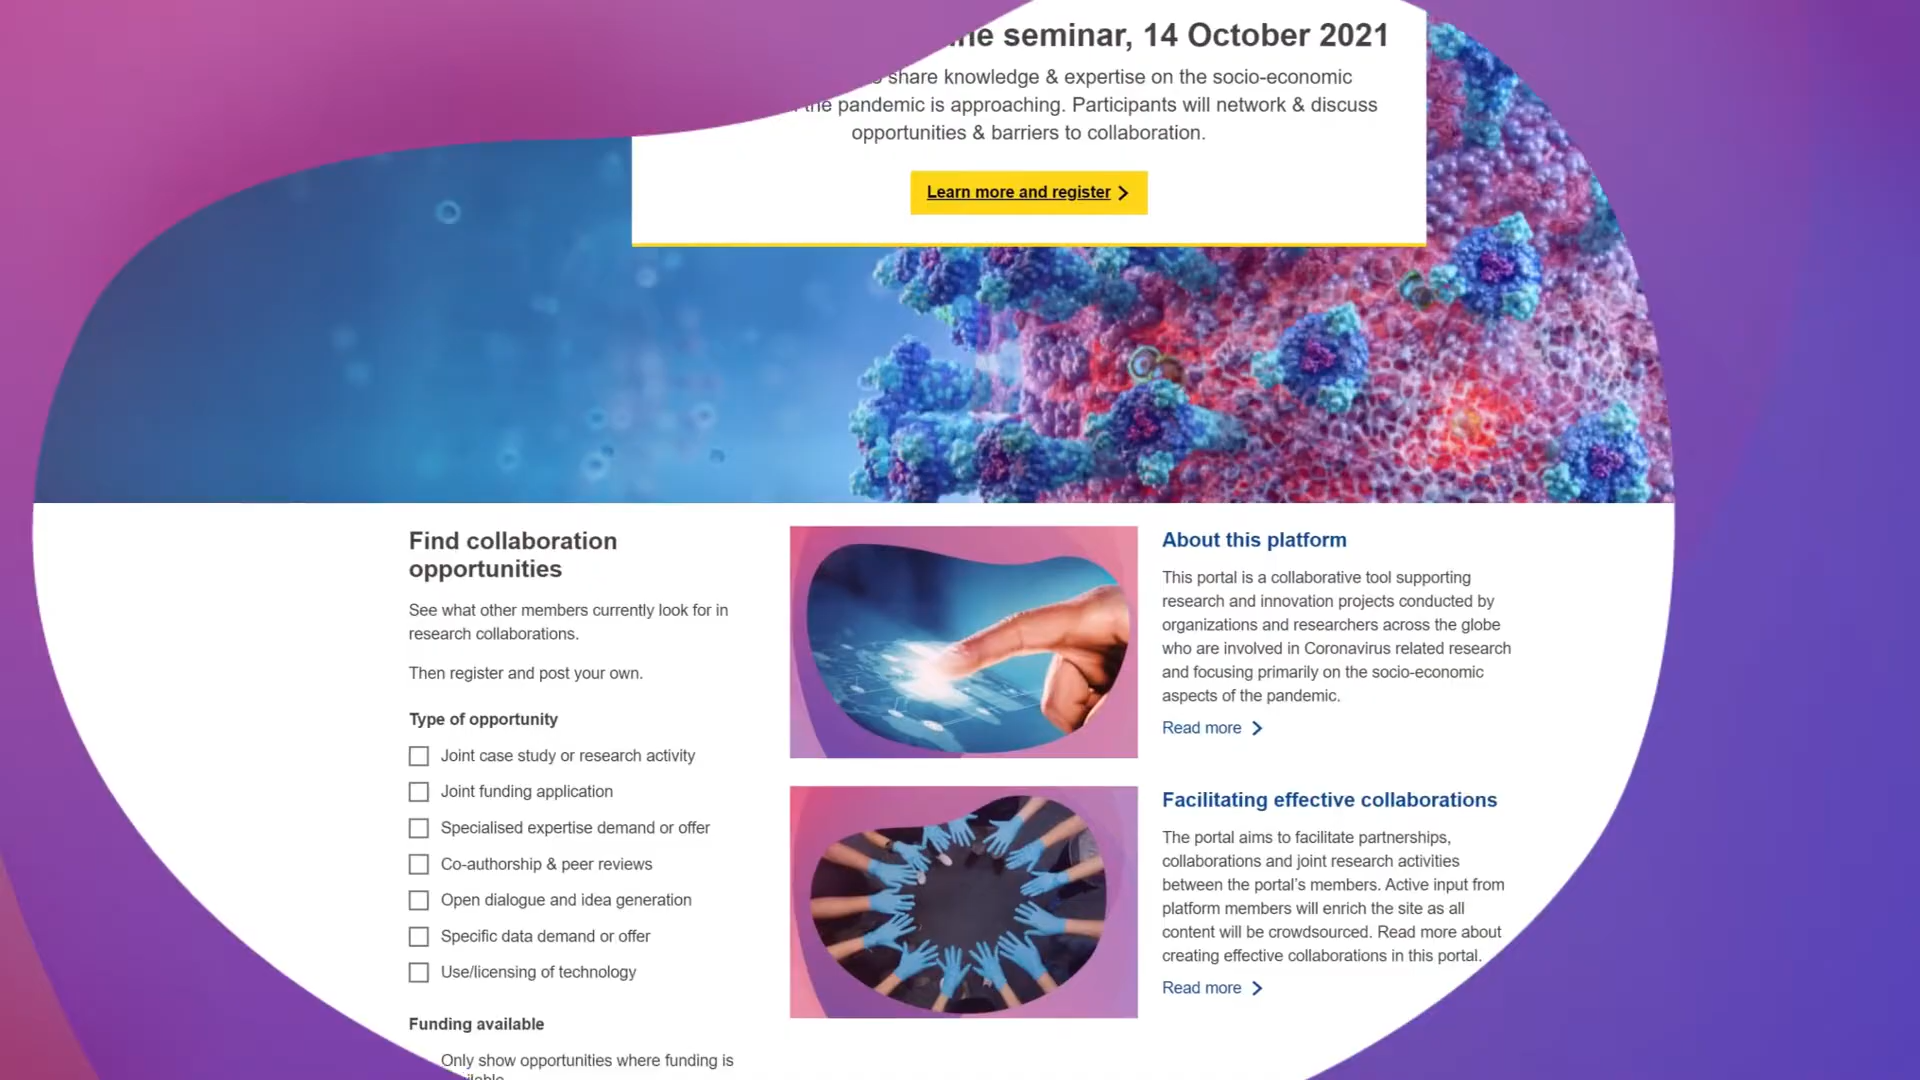 seminar, 14 October 2021
share knowledge & expertise on the socio-economic
the pandemic is approaching. Participants will network & discuss
opportunities & barriers to collaboration.
Learn more and register
Find collaboration
opportunities
See what other members currently look for in
research collaborations.
Then register and post your own.
Type of opportunity
Joint case study or research activity
Joint funding application
Specialised expertise demand or offer
Co-authorship & peer reviews
Open dialogue and idea generation
Specific data demand or offer
Use/licensing of technology
Funding available
Only show opportunities where funding is
About this platform
This portal is a collaborative tool supporting
research and innovation projects conducted by
organizations and researchers across the globe
who are involved in Coronavirus related research
and focusing primarily on the socio-economic
aspects of the pandemic.
Read more
Facilitating effective collaborations
The portal aims to facilitate partnerships,
collaborations and joint research activities
between the portal's members. Active input from
platform members will enrich the site as all
content will be crowdsourced. Read more about
creating effective collaborations in this portal.
Read more